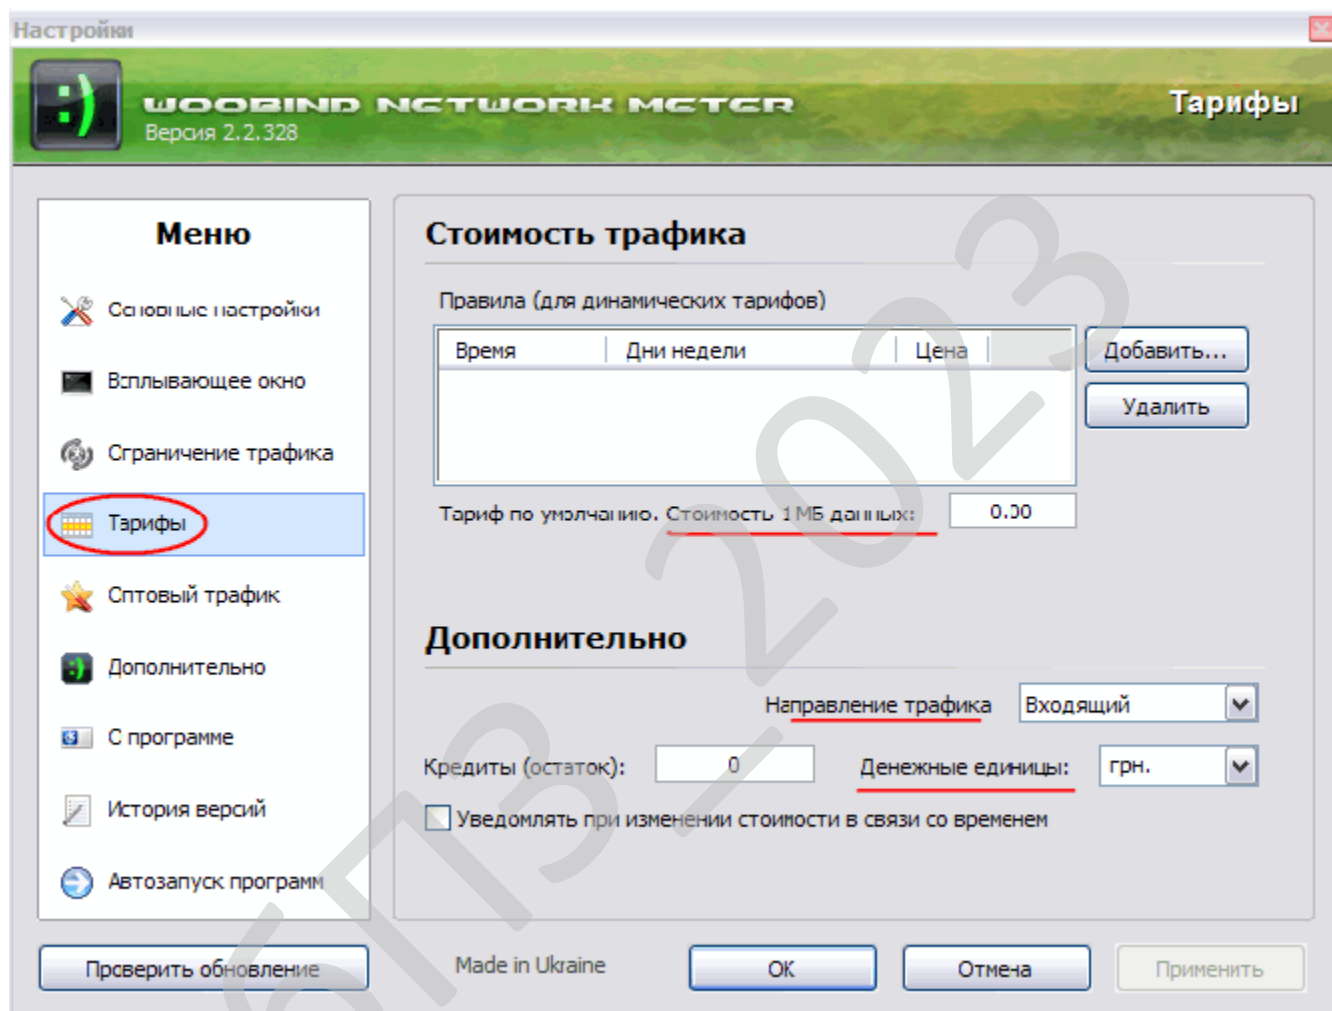 Настройки
WOOBIND NETWORK METER
Версия 2.2.328
Тарифы
Меню
Основные настройки
Всплывающее окно
Ограничение трафика
Тарифы
Оптовый трафик
Дополнительно
О программе
История версий
Автозапуск программ
Проверить обновление
Стоимость трафика
Правила (для динамических тарифов)
Время Дни недели Цена
Добавить...
Удалить
Тариф по умолчанию. Стоимость 1МБ данных: 0.00
Дополнительно
Направление трафика Входящий
Кредиты (остаток): 0 Денежные единицы: грн.
Уведомлять при изменении стоимости в связи со временем
Made in Ukraine
OK
Отмена
Применить
бПЗ_2023